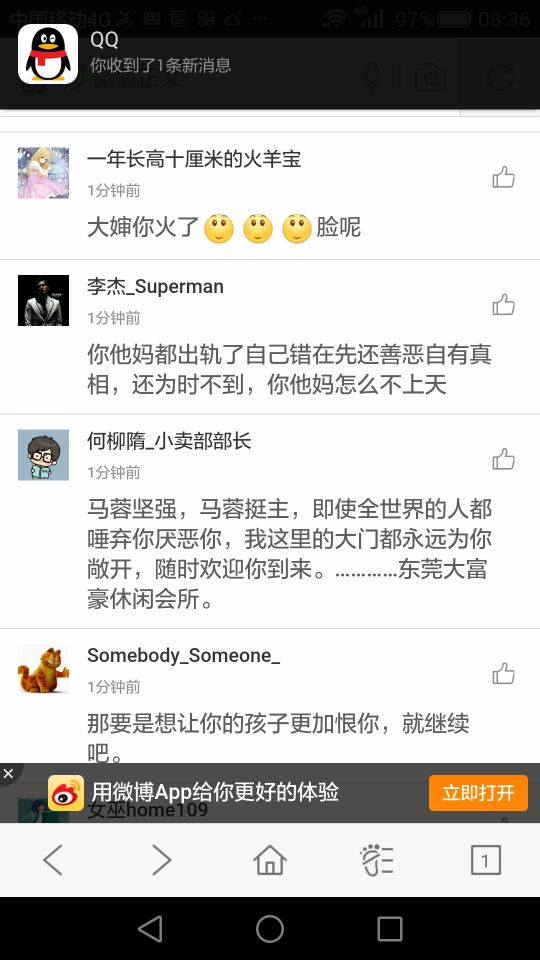 中国移动4G
4G
97%
08:36
QQ
你收到了1条新消息
微博正文
一年长高十厘米的火羊宝
1分钟前
大婶你火了 脸呢
李杰_Superman
1分钟前
你他妈都出轨了自己错在先还善恶自有真
相，还为时不到，你他妈怎么不上天
何柳隋_小卖部部长
1分钟前
马蓉坚强，马蓉挺主，即使全世界的人都
唾弃你厌恶你，我这里的大门都永远为你
敞开，随时欢迎你到来。…………东莞大富
豪休闲会所。
Somebody_Someone_
1分钟前
那要是想让你的孩子更加恨你，就继续
吧。
用微博App给你更好的体验
立即打开
女巫home109
1